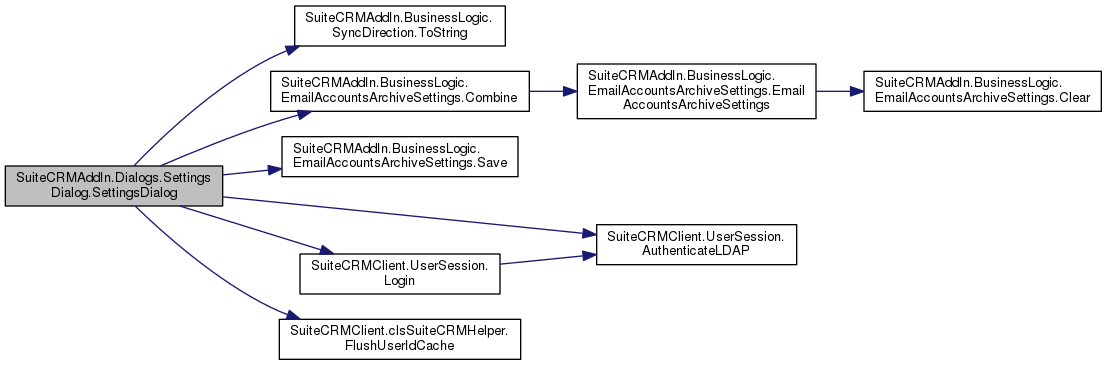 SuiteCRMAddIn.BusinessLogic.
SyncDirection.ToString
SuiteCRMAddIn.BusinessLogic.
EmailAccountsArchiveSettings.Combine
SuiteCRMAddIn.BusinessLogic.
EmailAccountsArchiveSettings.Email
AccountsArchiveSettings
SuiteCRMAddIn.BusinessLogic.
EmailAccountsArchiveSettings.Clear
SuiteCRMAddIn.BusinessLogic.
EmailAccountsArchiveSettings.Save
SuiteCRMAddIn.Dialogs.Settings
Dialog.SettingsDialog
SuiteCRMClient.UserSession.
AuthenticateLDAP
SuiteCRMClient.UserSession.
Login
SuiteCRMClient.clsSuiteCRMHelper.
FlushUserIdCache